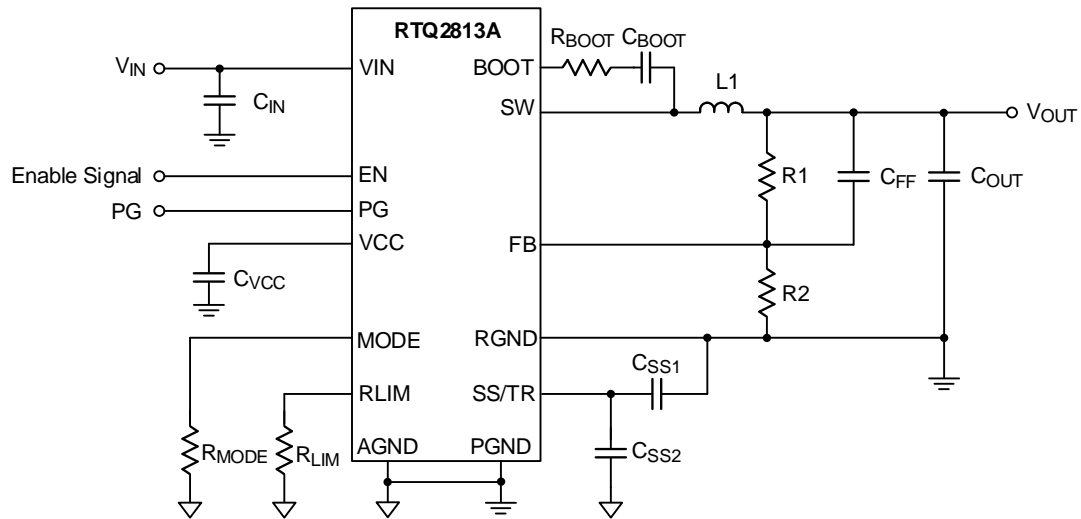 RTQ2813A
VIN
VIN
CIN
BOOT
RBOOT
CBOOT
SW
L1
VOUT
Enable Signal
EN
PG
PG
VCC
CVCC
FB
R1
CFF
COUT
R2
MODE
RGND
RLIM
SS/TR
CSS1
RMODE
RLIM
AGND
PGND
CSS2